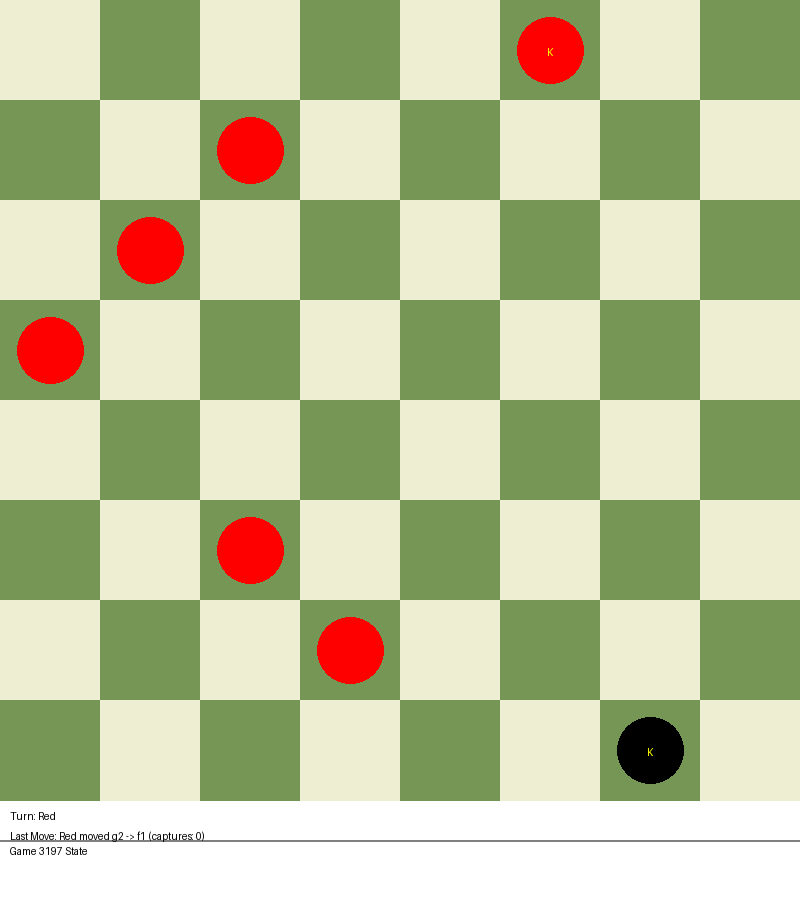 K
K
Turn: Red
Last Move: Red moved g2 -> f1 (captures: 0)
Game 3197 State